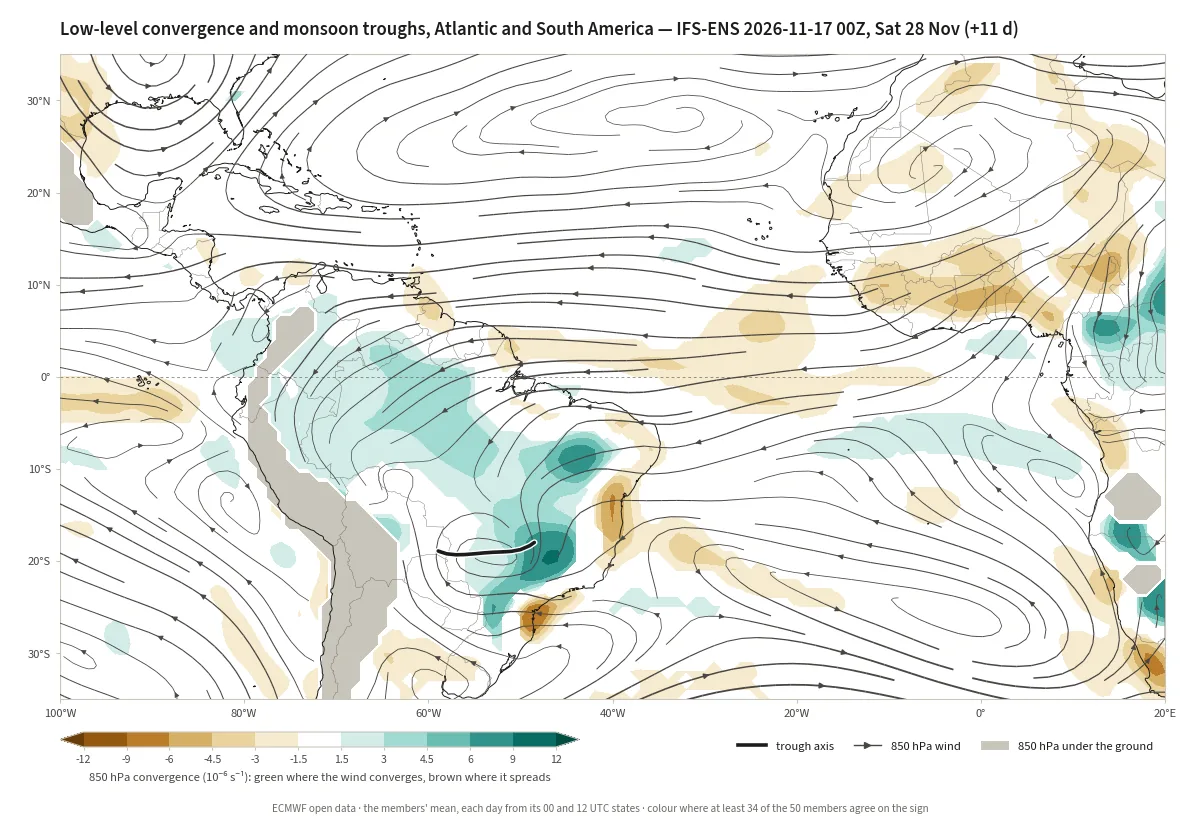 Low-level convergence and monsoon troughs, Atlantic and South America — IFS-ENS 2026-11-17 00Z, Sat 28 Nov (+11 d)
30°N
20°N
10°N
0°
10°S
20°S
30°S
100°W 80°W 60°W 40°W 20°W 0° 20°E
-12 -9 -6 -4.5 -3 -1.5 1.5 3 4.5 6 9 12
850 hPa convergence (10⁻⁶ s⁻¹): green where the wind converges, brown where it spreads
trough axis 850 hPa wind 850 hPa under the ground
ECMWF open data · the members' mean, each day from its 00 and 12 UTC states · colour where at least 34 of the 50 members agree on the sign